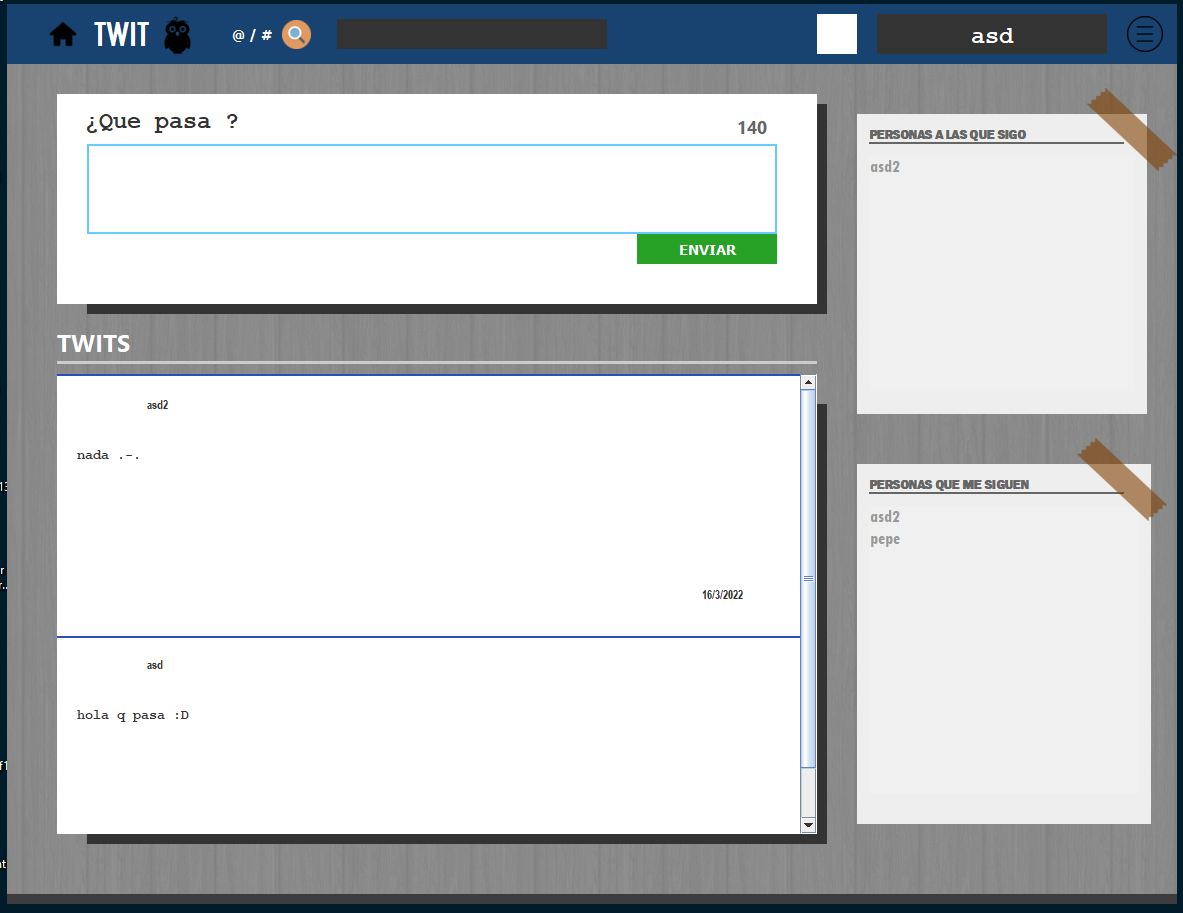 TWIT
@ / #
asd
¿Que pasa ?
140
ENVIAR
TWITS
asd2
nada .-.
16/3/2022
asd
hola q pasa :D
PERSONAS A LAS QUE SIGO
asd2
PERSONAS QUE ME SIGUEN
asd2
pepe